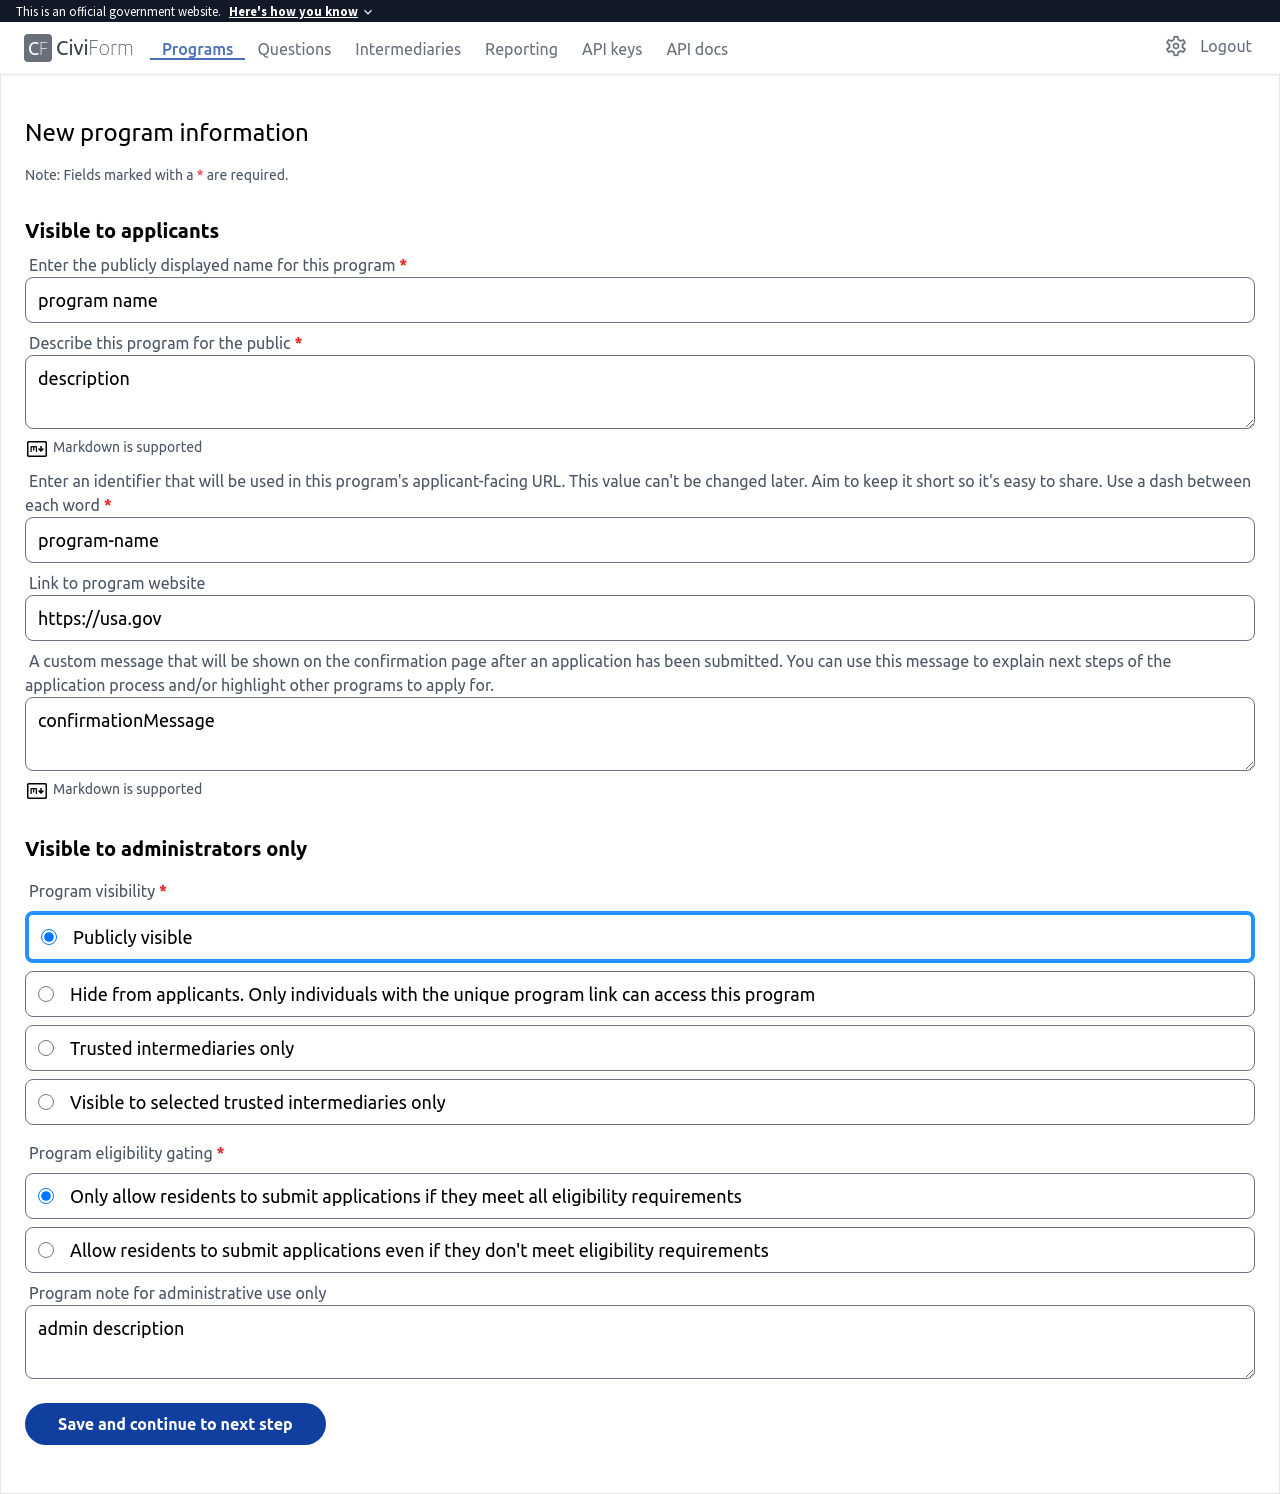 This is an official government website. Here's how you know
CF CiviForm Programs Questions Intermediaries Reporting API keys API docs Logout
New program information
Note: Fields marked with a * are required.
Visible to applicants
Enter the publicly displayed name for this program *
program name
Describe this program for the public *
description
Markdown is supported
Enter an identifier that will be used in this program's applicant-facing URL. This value can't be changed later. Aim to keep it short so it's easy to share. Use a dash between
each word *
program-name
Link to program website
https://usa.gov
A custom message that will be shown on the confirmation page after an application has been submitted. You can use this message to explain next steps of the
application process and/or highlight other programs to apply for.
confirmationMessage
Markdown is supported
Visible to administrators only
Program visibility *
Publicly visible
Hide from applicants. Only individuals with the unique program link can access this program
Trusted intermediaries only
Visible to selected trusted intermediaries only
Program eligibility gating *
Only allow residents to submit applications if they meet all eligibility requirements
Allow residents to submit applications even if they don't meet eligibility requirements
Program note for administrative use only
admin description
Save and continue to next step